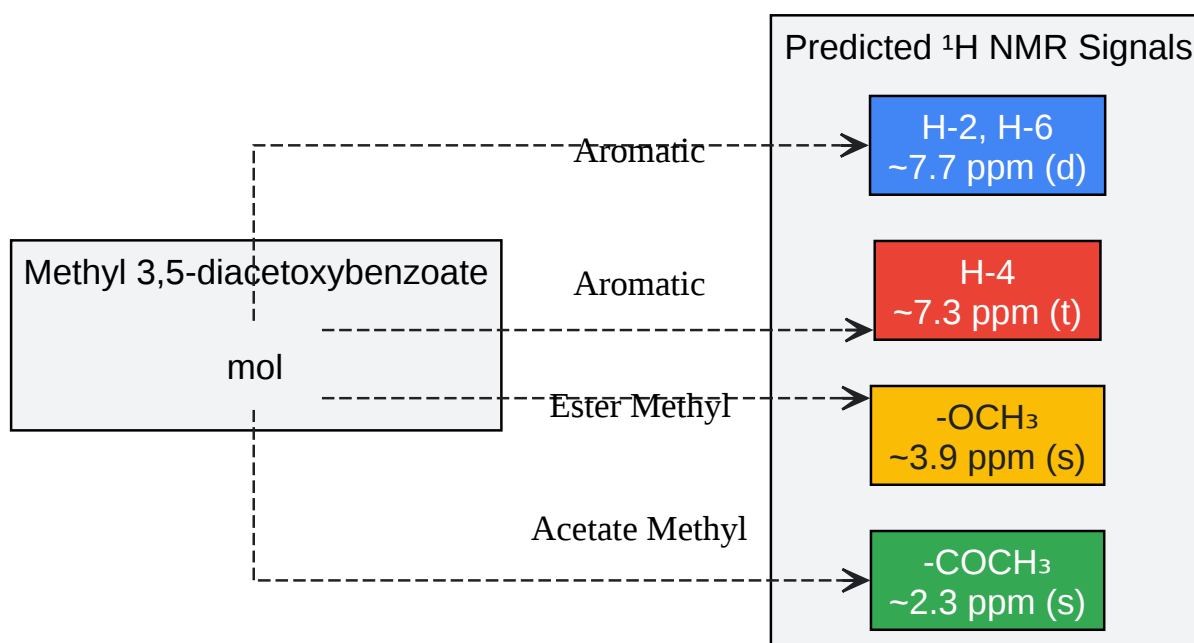 Predicted ¹H NMR Signals
H-2, H-6
~7.7 ppm (d)
Aromatic
Methyl 3,5-diacetoxybenzoate
mol
Aromatic
H-4
~7.3 ppm (t)
Ester Methyl
-OCH₃
~3.9 ppm (s)
Acetate Methyl
-COCH₃
~2.3 ppm (s)